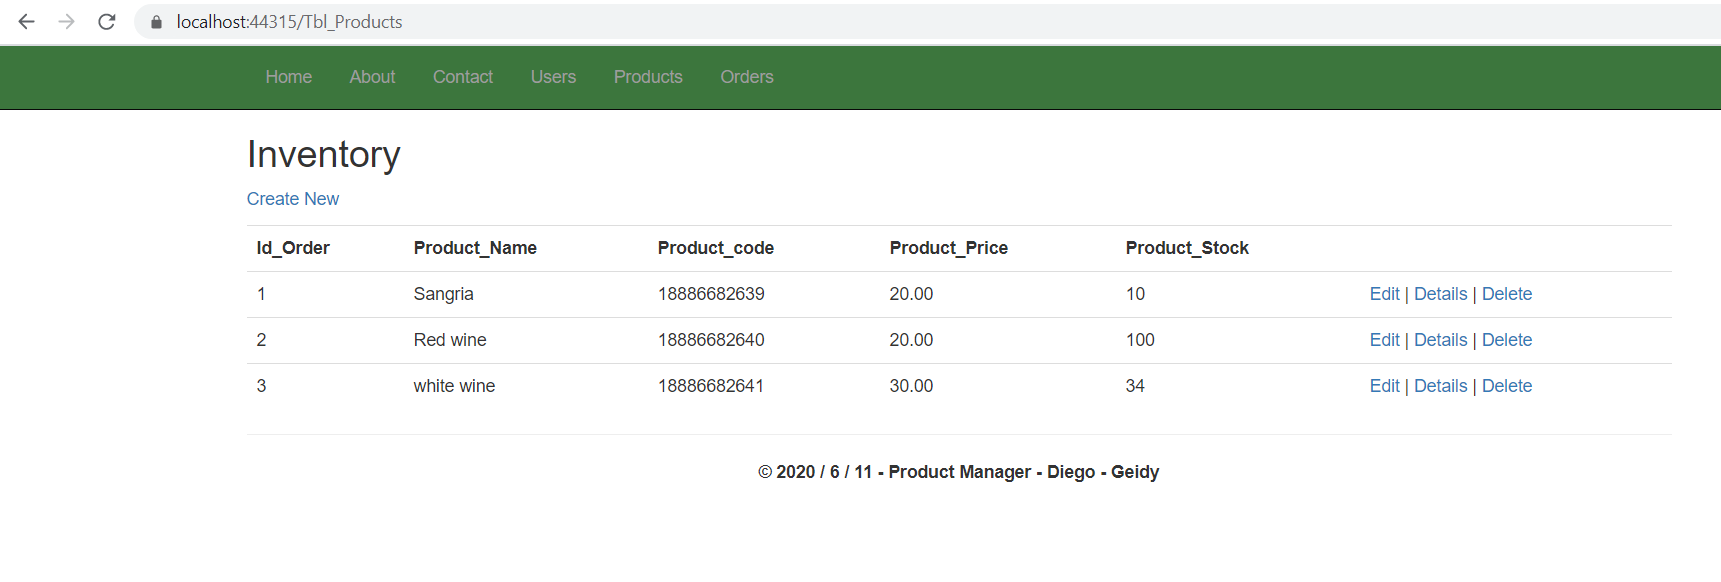 localhost:44315/Tbl_Products
Home About Contact Users Products Orders
Inventory
Create New
Id_Order Product_Name Product_code Product_Price Product_Stock
1 Sangria 18886682639 20.00 10 Edit | Details | Delete
2 Red wine 18886682640 20.00 100 Edit | Details | Delete
3 white wine 18886682641 30.00 34 Edit | Details | Delete
© 2020 / 6 / 11 - Product Manager - Diego - Geidy